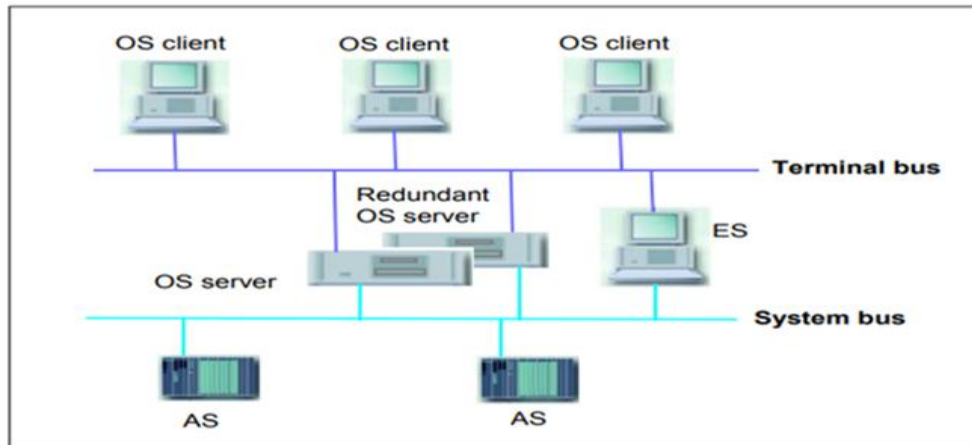 OS client
OS client
OS client
Terminal bus
Redundant
OS server
ES
OS server
System bus
AS
AS